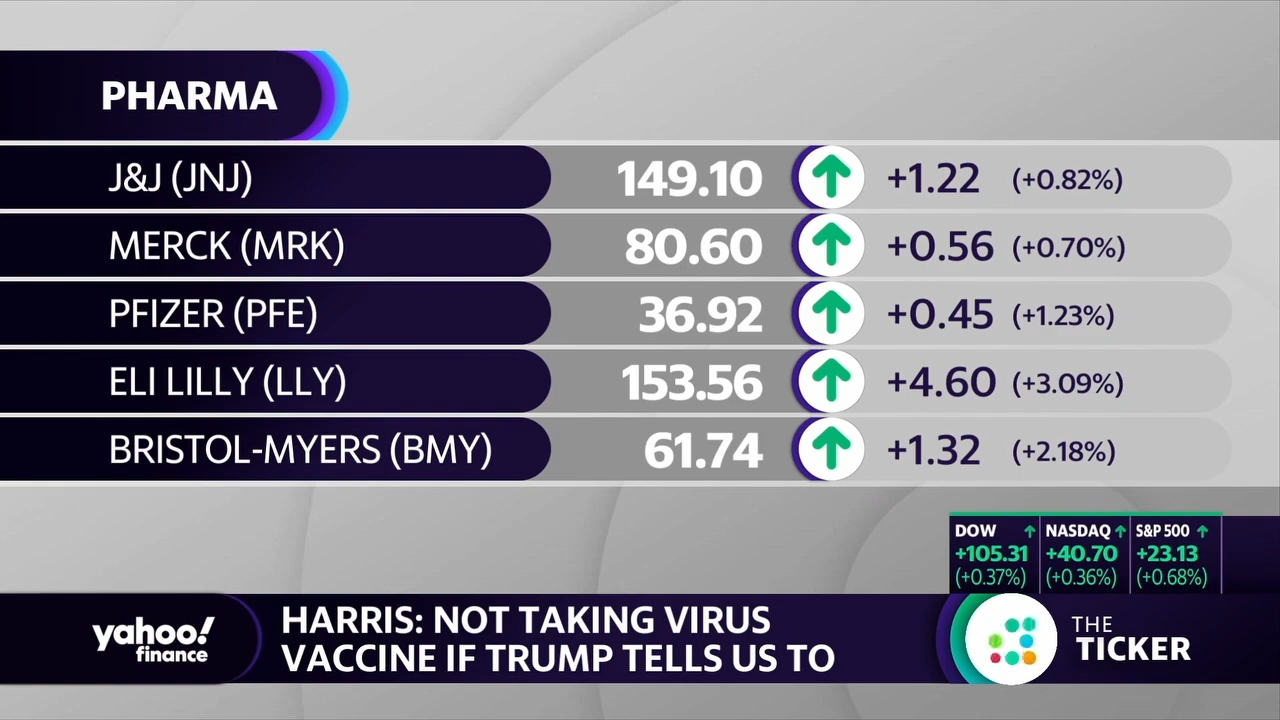 PHARMA
J&J (JNJ) 149.10 +1.22 (+0.82%)
MERCK (MRK) 80.60 +0.56 (+0.70%)
PFIZER (PFE) 36.92 +0.45 (+1.23%)
ELI LILLY (LLY) 153.56 +4.60 (+3.09%)
BRISTOL-MYERS (BMY) 61.74 +1.32 (+2.18%)
DOW NASDAQ S&P 500
+105.31 +40.70 +23.13
(+0.37%) (+0.36%) (+0.68%)
yahoo!
finance
HARRIS: NOT TAKING VIRUS
VACCINE IF TRUMP TELLS US TO
THE
TICKER